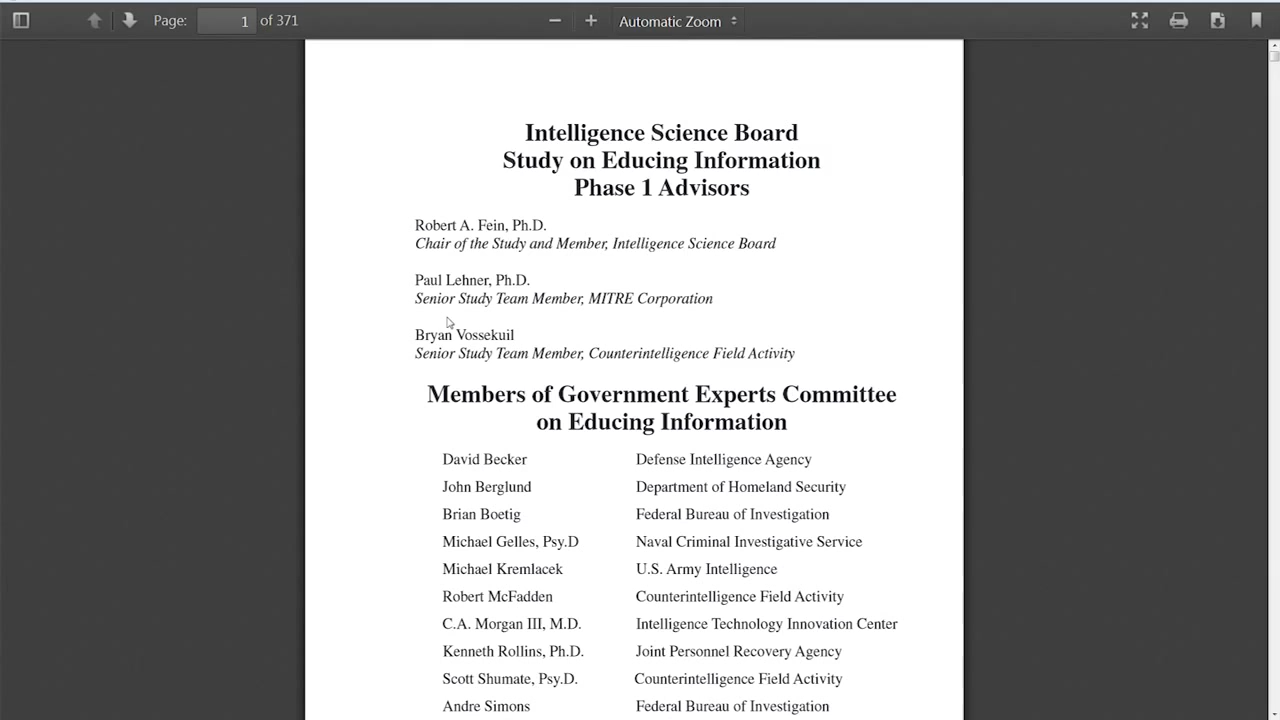 Page: 1 of 371 Automatic Zoom
Intelligence Science Board
Study on Educing Information
Phase 1 Advisors
Robert A. Fein, Ph.D.
Chair of the Study and Member, Intelligence Science Board
Paul Lehner, Ph.D.
Senior Study Team Member, MITRE Corporation
Bryan Vossekuil
Senior Study Team Member, Counterintelligence Field Activity
Members of Government Experts Committee
on Educing Information
David Becker Defense Intelligence Agency
John Berglund Department of Homeland Security
Brian Boetig Federal Bureau of Investigation
Michael Gelles, Psy.D Naval Criminal Investigative Service
Michael Kremlacek U.S. Army Intelligence
Robert McFadden Counterintelligence Field Activity
C.A. Morgan III, M.D. Intelligence Technology Innovation Center
Kenneth Rollins, Ph.D. Joint Personnel Recovery Agency
Scott Shumate, Psy.D. Counterintelligence Field Activity
Andre Simons Federal Bureau of Investigation